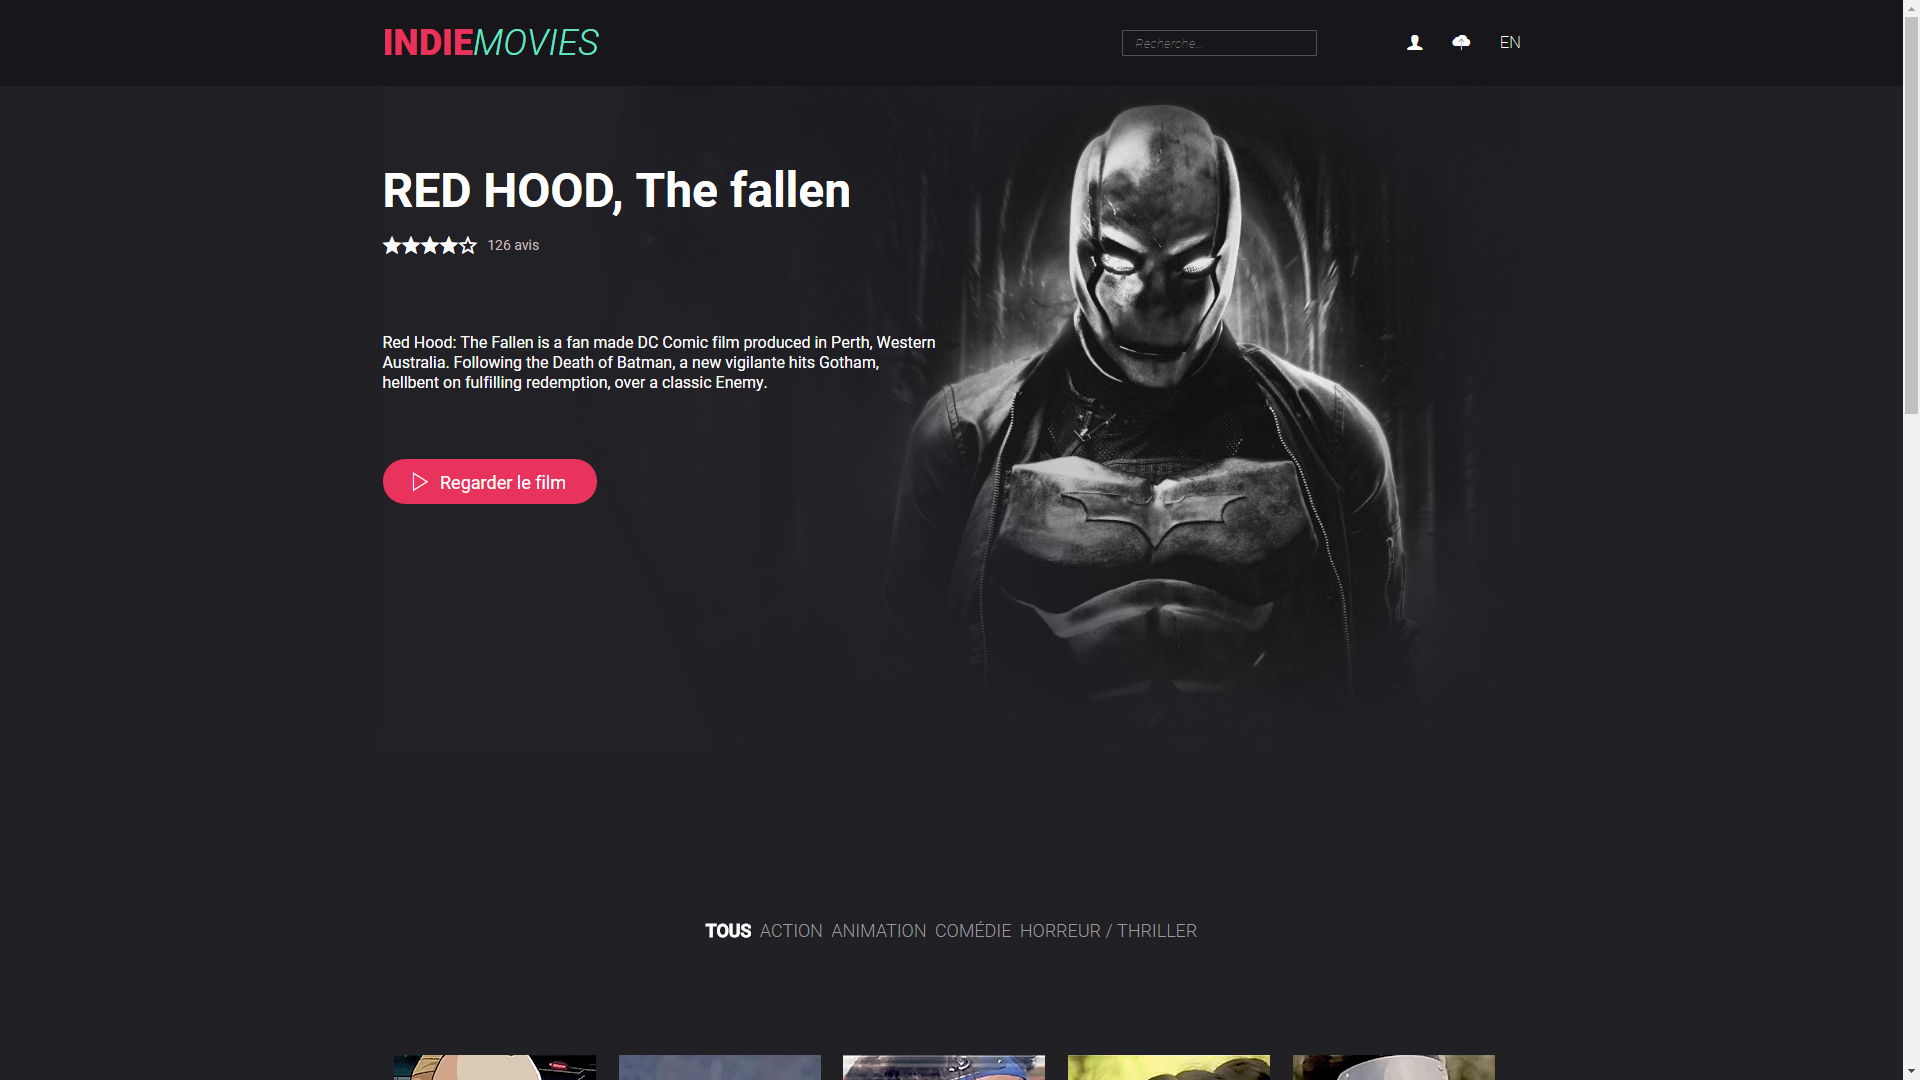 INDIEMOVIES
Recherche...
EN
RED HOOD, The fallen
126 avis
Red Hood: The Fallen is a fan made DC Comic film produced in Perth, Western
Australia. Following the Death of Batman, a new vigilante hits Gotham,
hellbent on fulfilling redemption, over a classic Enemy.
Regarder le film
TOUS ACTION ANIMATION COMÉDIE HORREUR / THRILLER